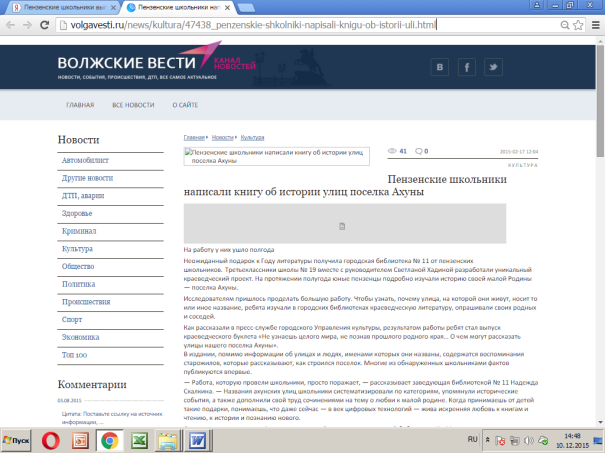 Пензенские школьники вы
Пензенские школьники нап
volgavesti.ru/news/kultura/47438_penzenskie-shkolniki-napisali-knigu-ob-istorii-uli.html
ВОЛЖСКИЕ ВЕСТИ
КАНАЛ
НОВОСТЕЙ
НОВОСТИ, СОБЫТИЯ, ПРОИСШЕСТВИЯ, ДТП, ВСЕ САМОЕ АКТУАЛЬНОЕ
ГЛАВНАЯ ВСЕ НОВОСТИ О САЙТЕ
Новости
Автомобилист
Другие новости
ДТП, аварии
Здоровье
Криминал
Культура
Общество
Политика
Происшествия
Спорт
Экономика
Топ 100
Комментарии
03.08.2015
Цитата: Поставьте ссылку на источник
информации, ...
Главная Новости Культура
Пензенские школьники написали книгу об истории улиц
поселка Ахуны
41 0 2015-02-17 12:04
КУЛЬТУРА
Пензенские школьники
написали книгу об истории улиц поселка Ахуны
На работу у них ушло полгода
Неожиданный подарок к Году литературы получила городская библиотека № 11 от пензенских
школьников. Третьеклассники школы № 19 вместе с руководителем Светланой Хадиной разработали уникальный
краеведческий проект. На протяжении полугода юные пензенцы подробно изучали историю своей малой Родины
— поселка Ахуны.
Исследователям пришлось проделать большую работу. Чтобы узнать, почему улица, на которой они живут, носит то
или иное название, ребята изучали в городских библиотеках краеведческую литературу, опрашивали своих родных
и соседей.
Как рассказали в пресс-службе городского Управления культуры, результатом работы ребят стал выпуск
краеведческого буклета «Не узнаешь целого мира, не познав прошлого родного края... О чем могут рассказать
улицы нашего поселка Ахуны».
В издании, помимо информации об улицах и людях, именами которых они названы, содержатся воспоминания
старожилов, которые рассказывают, как строился поселок. Многие из обнаруженных школьниками фактов
публикуются впервые.
— Работа, которую провели школьники, просто поражает, — рассказывает заведующая библиотекой № 11 Надежда
Скалкина. — Названия ахунских улиц школьники систематизировали по категориям, упомянули исторические
события, а также дополнили свой труд сочинениями на тему о любви к малой родине. Когда принимаешь от детей
такие подарки, понимаешь, что даже сейчас — в век цифровых технологий — жива искренняя любовь к книгам и
чтению, к истории и познанию нового.
Пуск
RU
14:48
10.12.2015